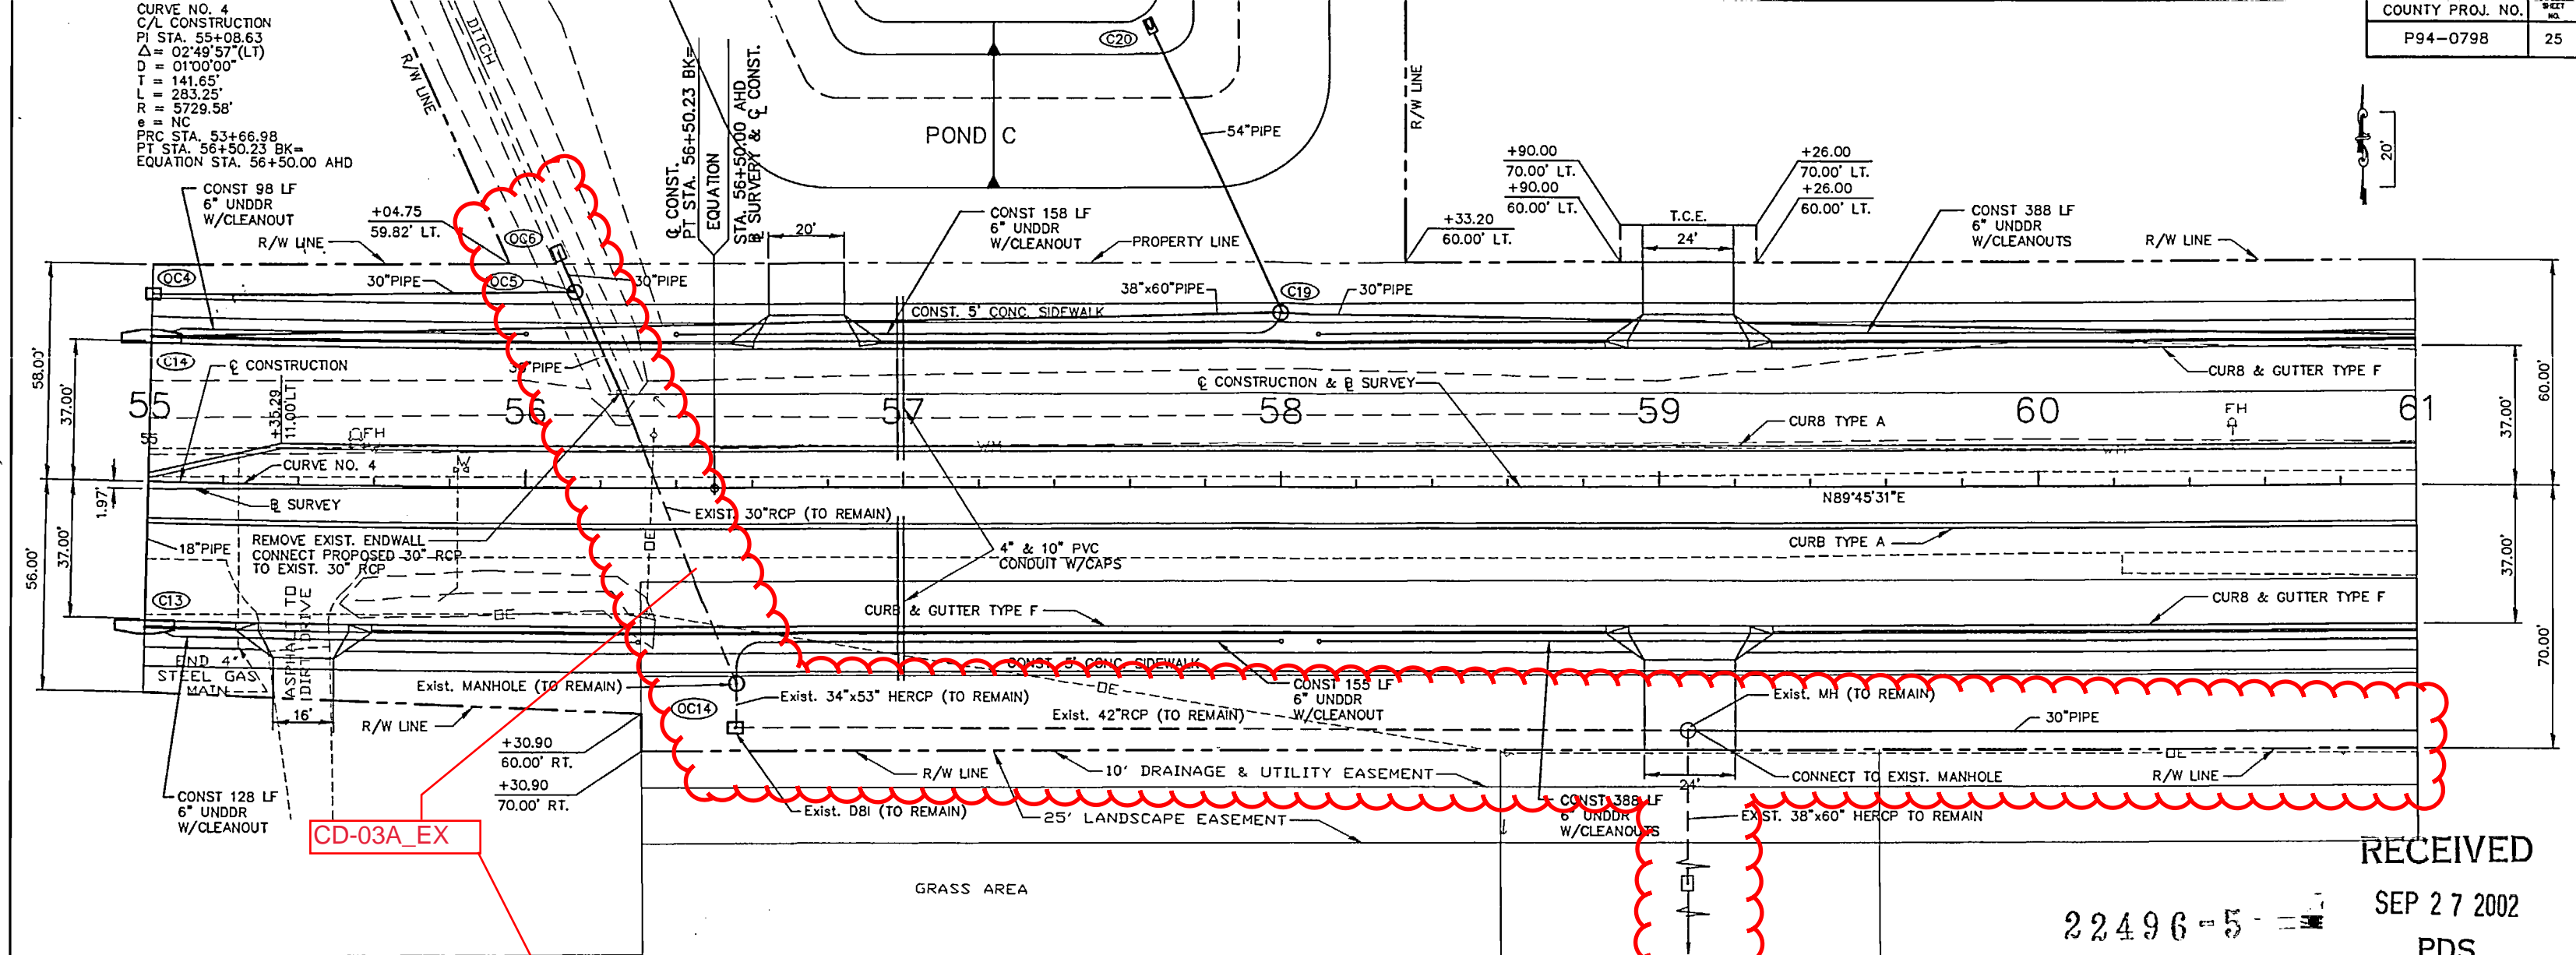 CURVE NO. 4
C/L CONSTRUCTION
PI STA. 55+08.63
Δ = 02°49'57"(LT)
D = 01°00'00"
T = 141.65'
L = 283.25'
R = 5729.58'
e = NC
PRC STA. 53+66.98
PT STA. 56+50.23 BK=
EQUATION STA. 56+50.00 AHD
COUNTY PROJ. NO.
SHEET
NO.
P94-0798
25
DITCH
R/W LINE
℄ CONST.
PT STA. 56+50.23 BK=
EQUATION
STA. 56+50.00 AHD
B SURVERY & ℄ CONST.
C20
POND C
54"PIPE
R/W LINE
20'
CONST 98 LF
6" UNDDR
W/CLEANOUT
+04.75
59.82' LT.
R/W LINE
OC6
20'
CONST 158 LF
6" UNDDR
W/CLEANOUT
PROPERTY LINE
+33.20
60.00' LT.
+90.00
70.00' LT.
+90.00
60.00' LT.
T.C.E.
24'
+26.00
70.00' LT.
+26.00
60.00' LT.
CONST 388 LF
6" UNDDR
W/CLEANOUTS
R/W LINE
OC4
30"PIPE
OC5
30"PIPE
38"x60"PIPE
C19
30"PIPE
CONST. 5' CONC. SIDEWALK
C14
℄ CONSTRUCTION
PIPE
℄ CONSTRUCTION & B SURVEY
CURB & GUTTER TYPE F
58.00'
37.00'
60.00'
37.00'
55
56
57
58
59
60
61
55
+35.29
11.00'LT
FH
FH
CURB TYPE A
CURVE NO. 4
W
WM
1.97'
B SURVEY
N89°45'31"E
EXIST. 30"RCP (TO REMAIN)
18"PIPE
REMOVE EXIST. ENDWALL
CONNECT PROPOSED 30" RCP
TO EXIST. 30" RCP
OE
4" & 10" PVC
CONDUIT W/CAPS
CURB TYPE A
56.00'
37.00'
37.00'
70.00'
C13
ASPHALT TO
DIRT DRIVE
OE
CURB & GUTTER TYPE F
CURB & GUTTER TYPE F
END 4"
STEEL GAS
MAIN
CONST. 5' CONC. SIDEWALK
Exist. MANHOLE (TO REMAIN)
Exist. 34"x53" HERCP (TO REMAIN)
OE
CONST 155 LF
6" UNDDR
W/CLEANOUT
Exist. MH (TO REMAIN)
16'
R/W LINE
OC14
Exist. 42"RCP (TO REMAIN)
30"PIPE
+30.90
60.00' RT.
+30.90
70.00' RT.
R/W LINE
10' DRAINAGE & UTILITY EASEMENT
24'
CONNECT TO EXIST. MANHOLE
OE
R/W LINE
CONST 128 LF
6" UNDDR
W/CLEANOUT
Exist. DBI (TO REMAIN)
25' LANDSCAPE EASEMENT
CONST 388 LF
6" UNDDR
W/CLEANOUTS
EXIST. 38"x60" HERCP TO REMAIN
CD-03A_EX
GRASS AREA
RECEIVED
SEP 27 2002
PDS
22496-5-